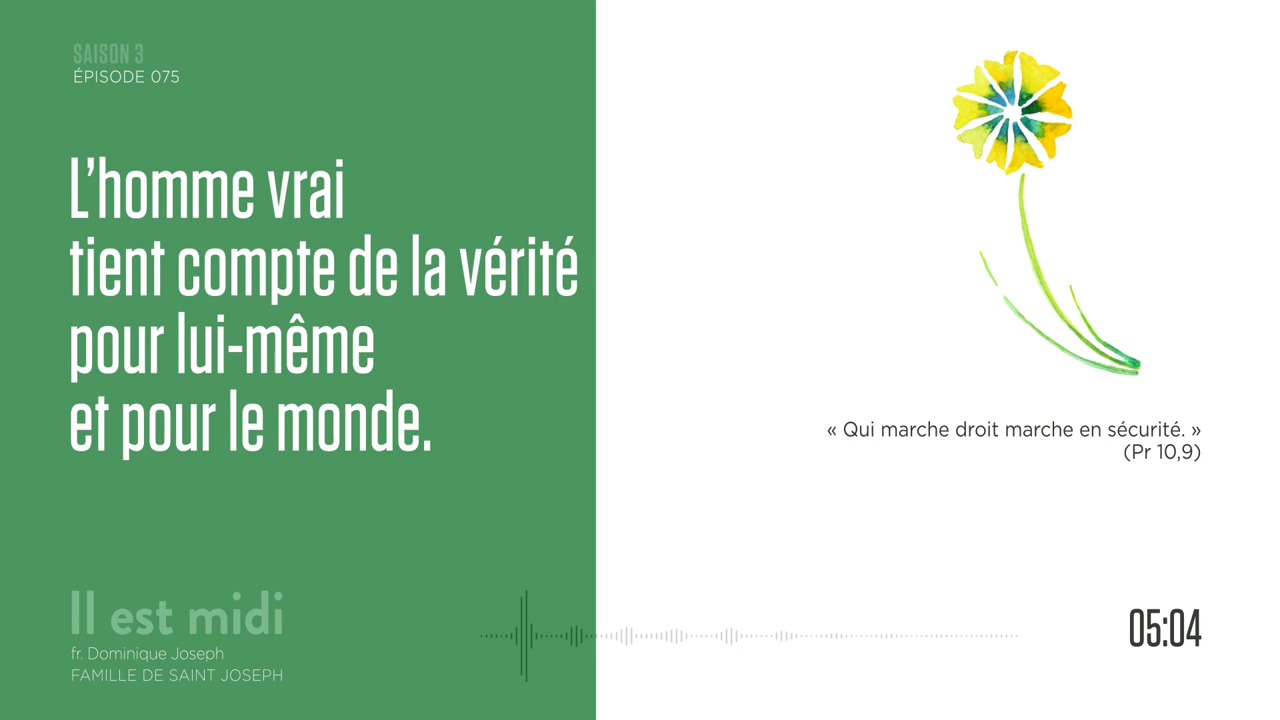 SAISON 3
ÉPISODE 075
L’homme vrai
tient compte de la vérité
pour lui-même
et pour le monde.
« Qui marche droit marche en sécurité. »
(Pr 10,9)
Il est midi
fr. Dominique Joseph
FAMILLE DE SAINT JOSEPH
05:04